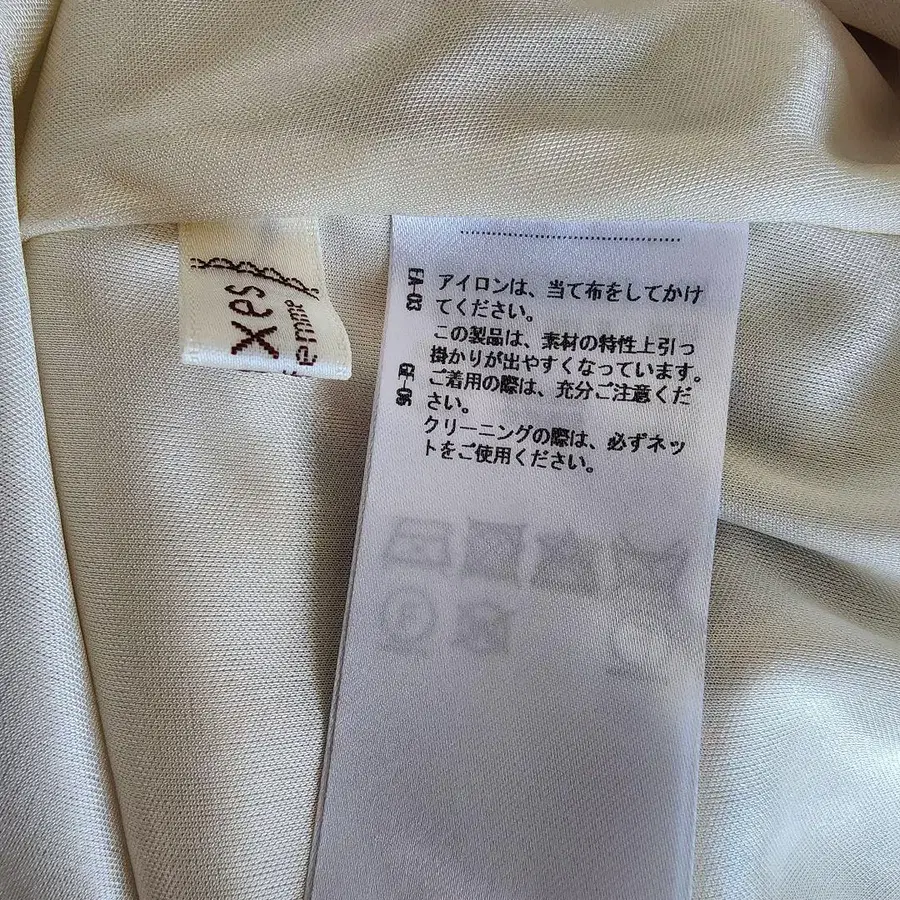 EA-03
アイロンは、当て布をしてかけ
てください。
この製品は、素材の特性上引っ
掛かりが出やすくなっています。
ご着用の際は、充分ご注意くだ
さい。
クリーニングの際は、必ずネッ
トをご使用ください。